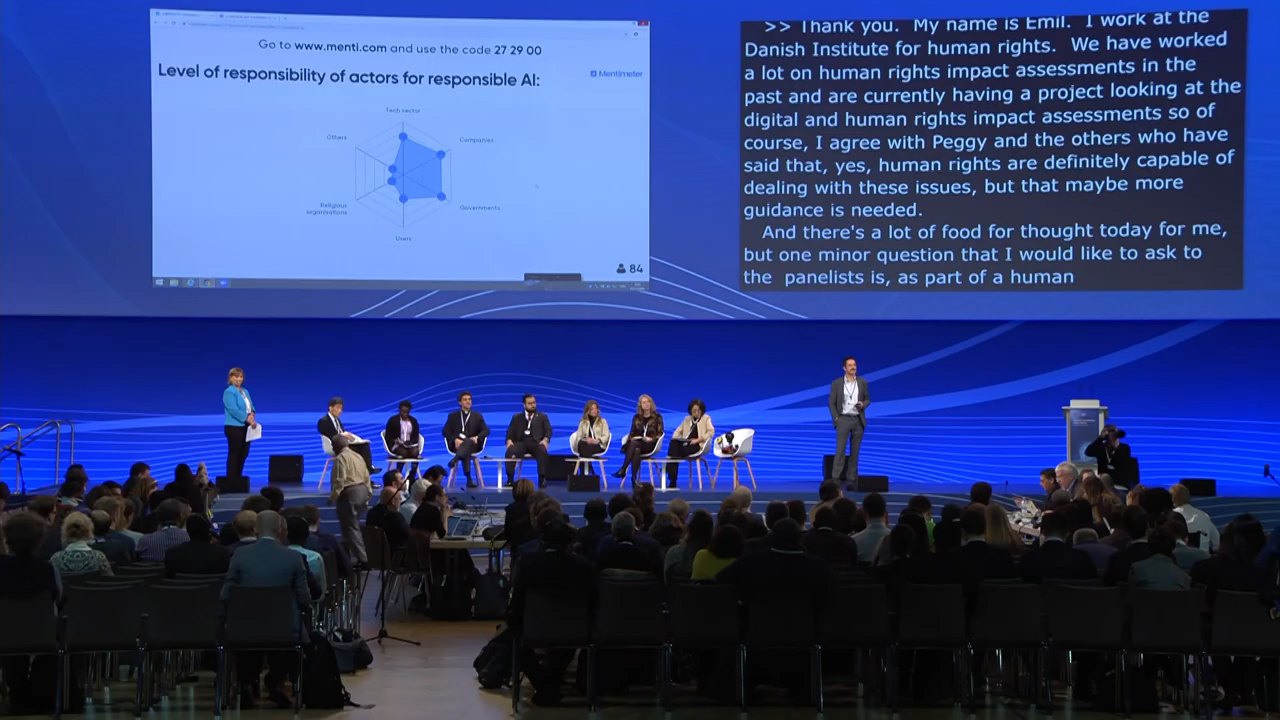 Go to www.menti.com and use the code 27 29 00
Level of responsibility of actors for responsible AI:
Mentimeter
Tech sector
Others
Companies
Religious
organisations
Governments
Users
84
>> Thank you. My name is Emil. I work at the
Danish Institute for human rights. We have worked
a lot on human rights impact assessments in the
past and are currently having a project looking at the
digital and human rights impact assessments so of
course, I agree with Peggy and the others who have
said that, yes, human rights are definitely capable of
dealing with these issues, but that maybe more
guidance is needed.
And there's a lot of food for thought today for me,
but one minor question that I would like to ask to
the panelists is, as part of a human